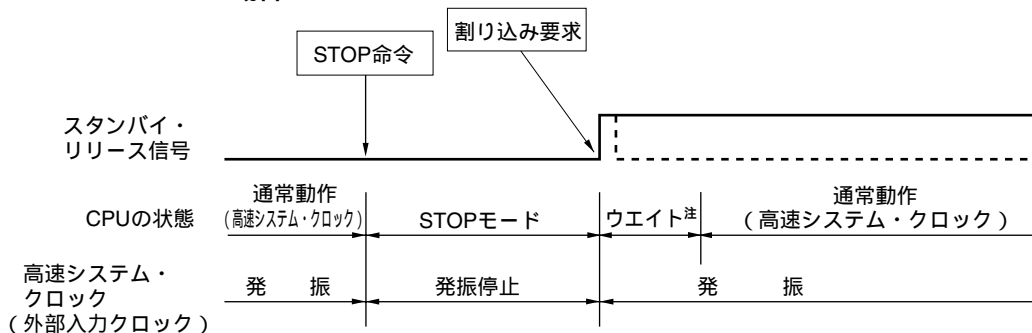 割り込み要求
STOP命令
スタンバイ・
リリース信号
通常動作
(高速システム・クロック)
通常動作
(高速システム・クロック)
CPUの状態
STOPモード
ウエイト注
高速システム・
クロック
(外部入力クロック)
発 振
発振停止
発 振